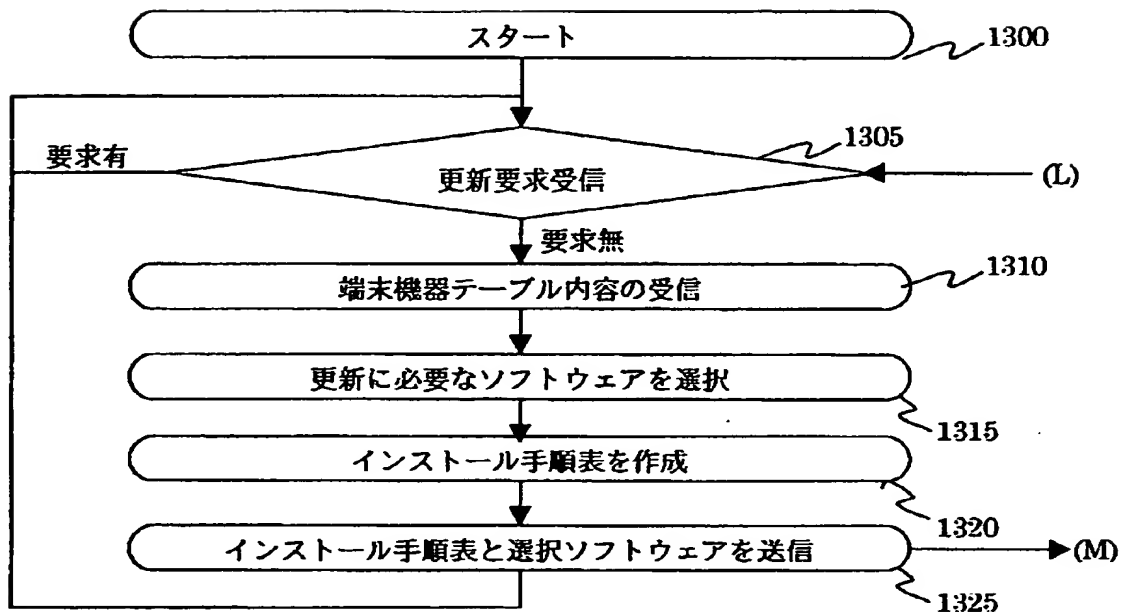 スタート
1300
要求有
1305
更新要求受信
(L)
要求無
1310
端末機器テーブル内容の受信
更新に必要なソフトウェアを選択
1315
インストール手順表を作成
1320
インストール手順表と選択ソフトウェアを送信
(M)
1325